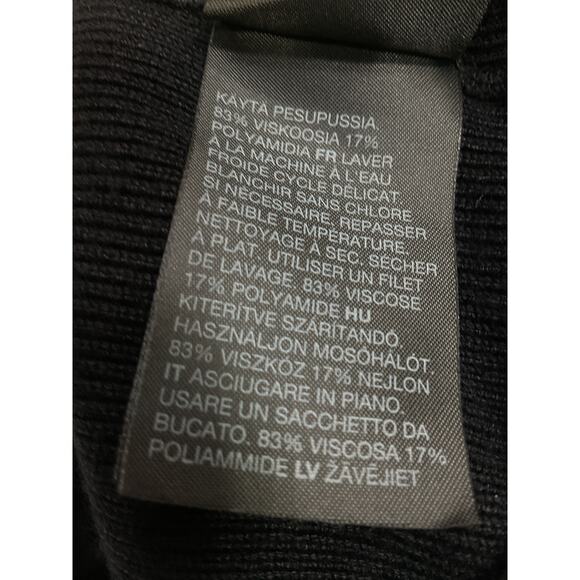 KÄYTÄ PESUPUSSIA.
83% VISKOOSIA 17%
POLYAMIDIA FR LAVER
À LA MACHINE À L'EAU
FROIDE CYCLE DÉLICAT.
BLANCHIR SANS CHLORE
SI NÉCESSAIRE. REPASSER
À FAIBLE TEMPÉRATURE.
NETTOYAGE À SEC. SÉCHER
À PLAT. UTILISER UN FILET
DE LAVAGE. 83% VISCOSE
17% POLYAMIDE HU
KITERÍTVE SZÁRÍTANDÓ.
HASZNÁLJON MOSÓHÁLÓT.
83% VISZKÓZ 17% NEJLON
IT ASCIUGARE IN PIANO.
USARE UN SACCHETTO DA
BUCATO. 83% VISCOSA 17%
POLIAMMIDE LV ŽĀVĒJIET